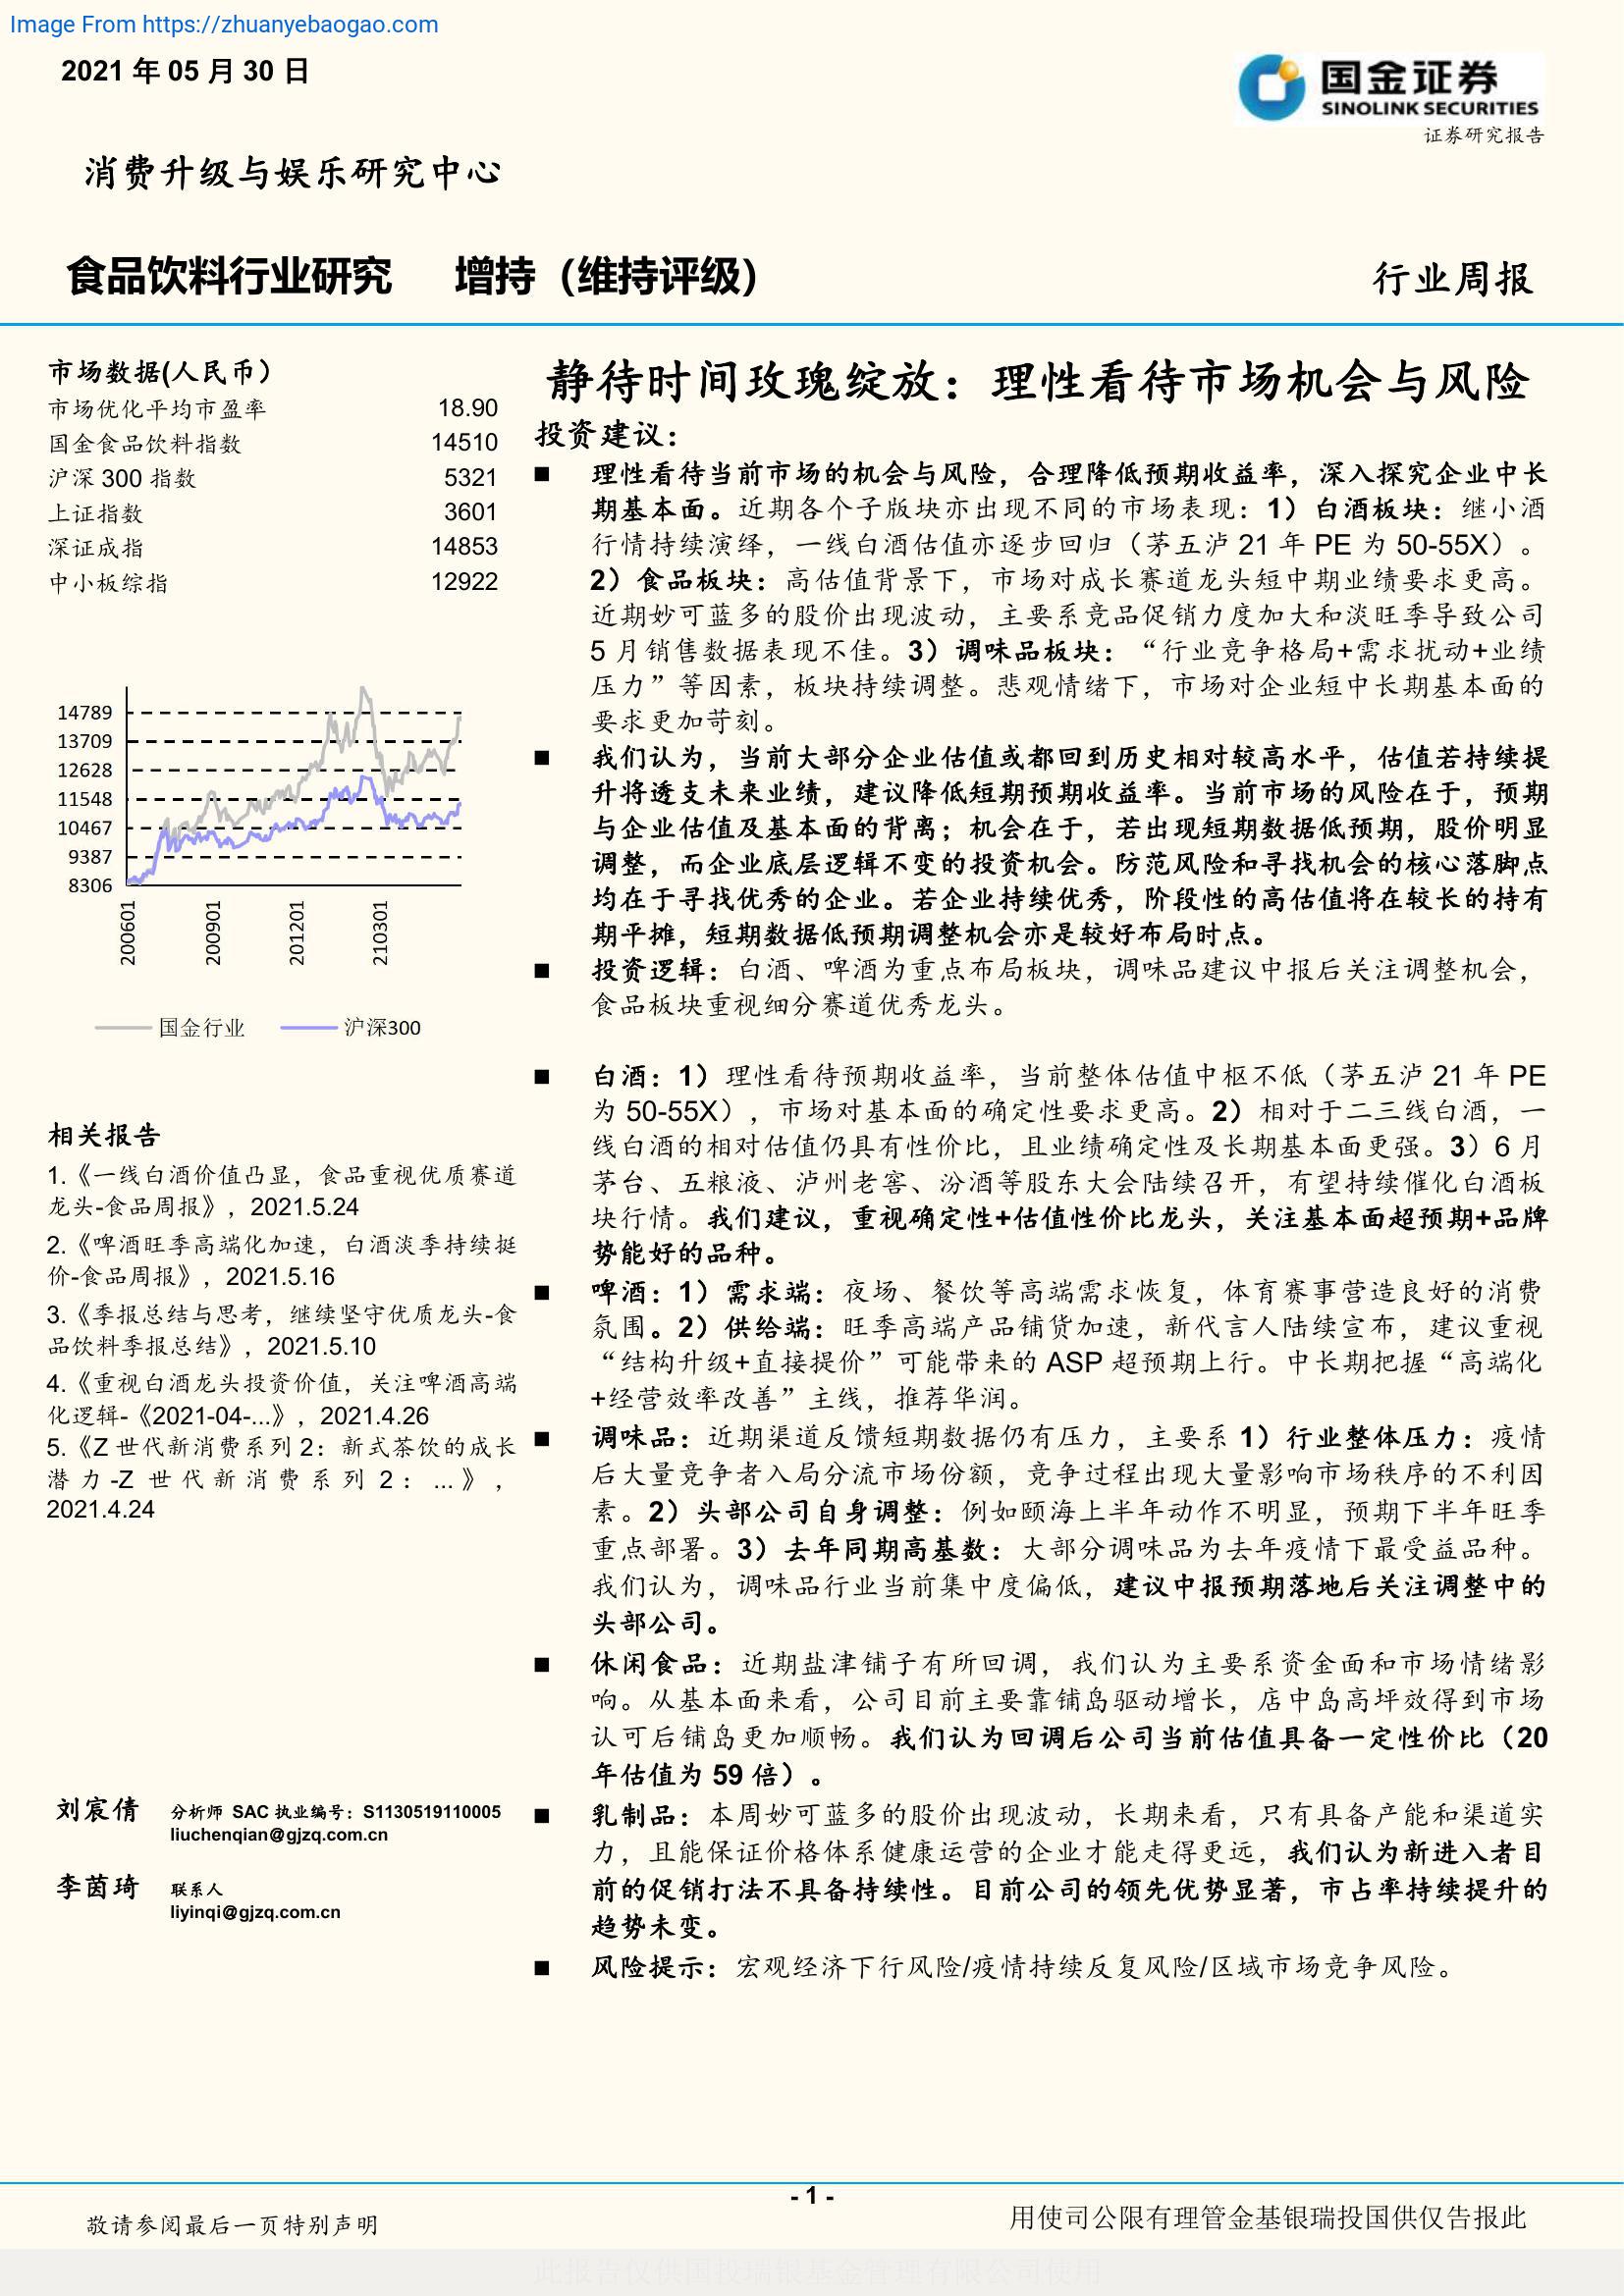 Image From https://zhuanyebaogao.com
2021 年 05 月 30 日
国金证券
SINOLINK SECURITIES
证券研究报告
消费升级与娱乐研究中心
食品饮料行业研究 增持（维持评级）
行业周报
市场数据(人民币）
市场优化平均市盈率 18.90
国金食品饮料指数 14510
沪深 300 指数 5321
上证指数 3601
深证成指 14853
中小板综指 12922
14789
13709
12628
11548
10467
9387
8306
200601
200901
201201
210301
国金行业
沪深300
相关报告
1.《一线白酒价值凸显，食品重视优质赛道
龙头-食品周报》，2021.5.24
2.《啤酒旺季高端化加速，白酒淡季持续挺
价-食品周报》，2021.5.16
3.《季报总结与思考，继续坚守优质龙头-食
品饮料季报总结》，2021.5.10
4.《重视白酒龙头投资价值，关注啤酒高端
化逻辑-《2021-04-...》，2021.4.26
5.《Z 世代新消费系列 2：新式茶饮的成长
潜力-Z 世代新消费系列 2：...》，
2021.4.24
刘宸倩 分析师 SAC 执业编号：S1130519110005
liuchenqian@gjzq.com.cn
李茵琦 联系人
liyinqi@gjzq.com.cn
静待时间玫瑰绽放：理性看待市场机会与风险
投资建议：
■ 理性看待当前市场的机会与风险，合理降低预期收益率，深入探究企业中长
期基本面。近期各个子版块亦出现不同的市场表现：1）白酒板块：继小酒
行情持续演绎，一线白酒估值亦逐步回归（茅五泸 21 年 PE 为 50-55X）。
2）食品板块：高估值背景下，市场对成长赛道龙头短中期业绩要求更高。
近期妙可蓝多的股价出现波动，主要系竞品促销力度加大和淡旺季导致公司
5 月销售数据表现不佳。3）调味品板块：“行业竞争格局+需求扰动+业绩
压力”等因素，板块持续调整。悲观情绪下，市场对企业短中长期基本面的
要求更加苛刻。
■ 我们认为，当前大部分企业估值或都回到历史相对较高水平，估值若持续提
升将透支未来业绩，建议降低短期预期收益率。当前市场的风险在于，预期
与企业估值及基本面的背离；机会在于，若出现短期数据低预期，股价明显
调整，而企业底层逻辑不变的投资机会。防范风险和寻找机会的核心落脚点
均在于寻找优秀的企业。若企业持续优秀，阶段性的高估值将在较长的持有
期平摊，短期数据低预期调整机会亦是较好布局时点。
■ 投资逻辑：白酒、啤酒为重点布局板块，调味品建议中报后关注调整机会，
食品板块重视细分赛道优秀龙头。
■ 白酒：1）理性看待预期收益率，当前整体估值中枢不低（茅五泸 21 年 PE
为 50-55X），市场对基本面的确定性要求更高。2）相对于二三线白酒，一
线白酒的相对估值仍具有性价比，且业绩确定性及长期基本面更强。3）6 月
茅台、五粮液、泸州老窖、汾酒等股东大会陆续召开，有望持续催化白酒板
块行情。我们建议，重视确定性+估值性价比龙头，关注基本面超预期+品牌
势能好的品种。
■ 啤酒：1）需求端：夜场、餐饮等高端需求恢复，体育赛事营造良好的消费
氛围。2）供给端：旺季高端产品铺货加速，新代言人陆续宣布，建议重视
“结构升级+直接提价”可能带来的 ASP 超预期上行。中长期把握“高端化
+经营效率改善”主线，推荐华润。
■ 调味品：近期渠道反馈短期数据仍有压力，主要系 1）行业整体压力：疫情
后大量竞争者入局分流市场份额，竞争过程出现大量影响市场秩序的不利因
素。2）头部公司自身调整：例如颐海上半年动作不明显，预期下半年旺季
重点部署。3）去年同期高基数：大部分调味品为去年疫情下最受益品种。
我们认为，调味品行业当前集中度偏低，建议中报预期落地后关注调整中的
头部公司。
■ 休闲食品：近期盐津铺子有所回调，我们认为主要系资金面和市场情绪影
响。从基本面来看，公司目前主要靠铺岛驱动增长，店中岛高坪效得到市场
认可后铺岛更加顺畅。我们认为回调后公司当前估值具备一定性价比（20
年估值为 59 倍）。
■ 乳制品：本周妙可蓝多的股价出现波动，长期来看，只有具备产能和渠道实
力，且能保证价格体系健康运营的企业才能走得更远，我们认为新进入者目
前的促销打法不具备持续性。目前公司的领先优势显著，市占率持续提升的
趋势未变。
■ 风险提示：宏观经济下行风险/疫情持续反复风险/区域市场竞争风险。
- 1 -
敬请参阅最后一页特别声明
用使司公限有理管金基银瑞投国供仅告报此
此报告仅供国投瑞银基金管理有限公司使用